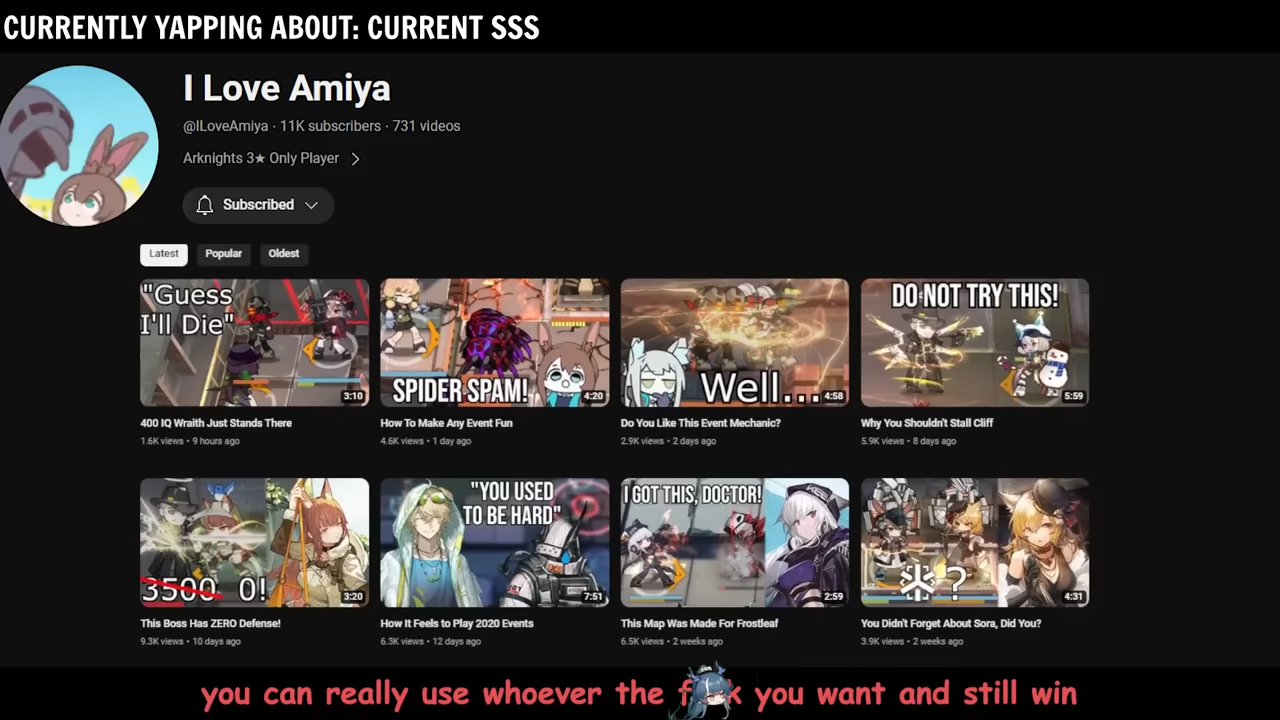 CURRENTLY YAPPING ABOUT: CURRENT SSS
I Love Amiya
@ILoveAmiya · 11K subscribers · 731 videos
Arknights 3★ Only Player
Subscribed
Latest Popular Oldest
"Guess
I'll Die"
3:10
SPIDER SPAM!
4:20
Well...
4:58
DO NOT TRY THIS!
5:59
400 IQ Wraith Just Stands There
1.6K views • 9 hours ago
How To Make Any Event Fun
4.6K views • 1 day ago
Do You Like This Event Mechanic?
2.9K views • 2 days ago
Why You Shouldn't Stall Cliff
5.9K views • 8 days ago
3500 0!
3:20
"YOU USED
TO BE HARD"
7:51
I GOT THIS, DOCTOR!
2:59
?
4:31
This Boss Has ZERO Defense!
9.3K views • 10 days ago
How It Feels to Play 2020 Events
6.3K views • 12 days ago
This Map Was Made For Frostleaf
6.5K views • 2 weeks ago
You Didn't Forget About Sora, Did You?
3.9K views • 2 weeks ago
you can really use whoever the f k you want and still win